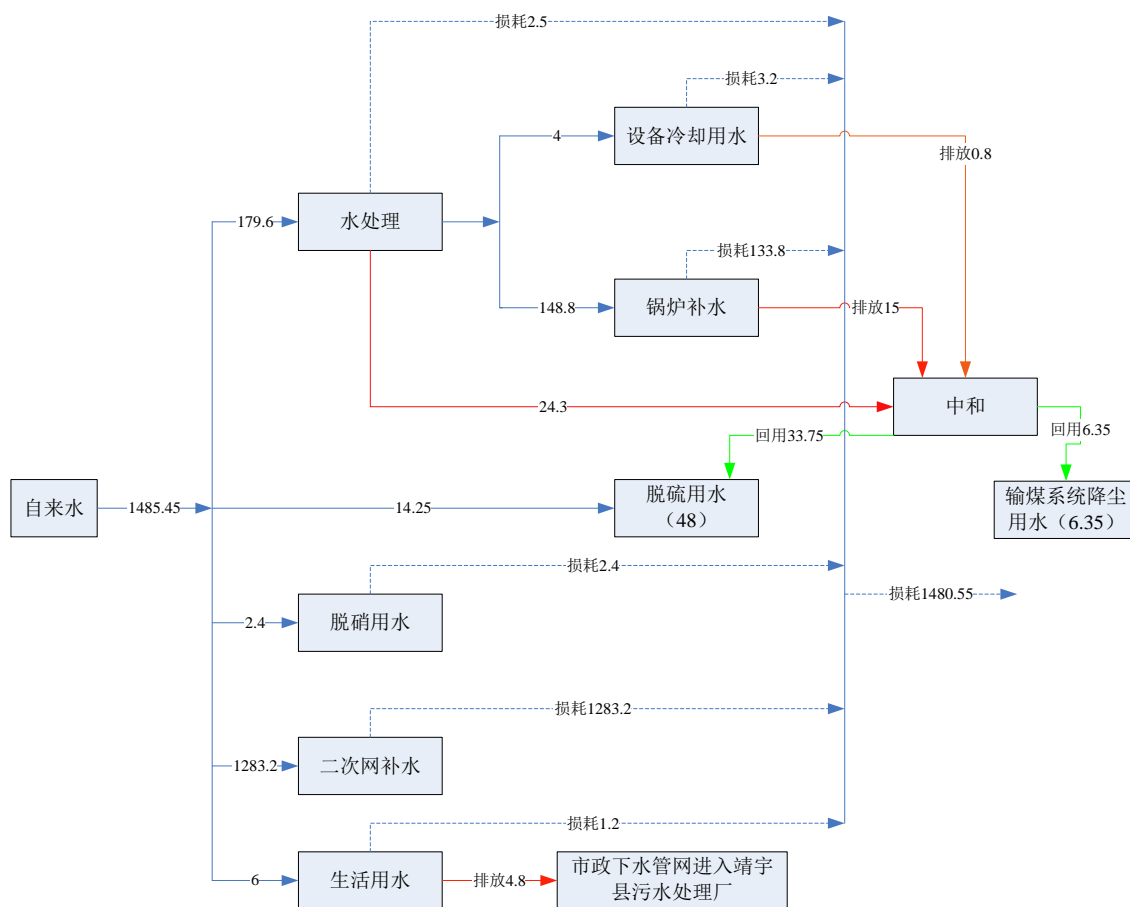 损耗2.5
损耗3.2
设备冷却用水
4
排放0.8
179.6
水处理
损耗133.8
148.8
锅炉补水
排放15
24.3
中和
回用33.75
回用6.35
自来水
1485.45
14.25
脱硫用水
（48）
输煤系统降尘
用水（6.35）
损耗2.4
损耗1480.55
2.4
脱硝用水
损耗1283.2
1283.2
二次网补水
损耗1.2
6
生活用水
排放4.8
市政下水管网进入靖宇
县污水处理厂